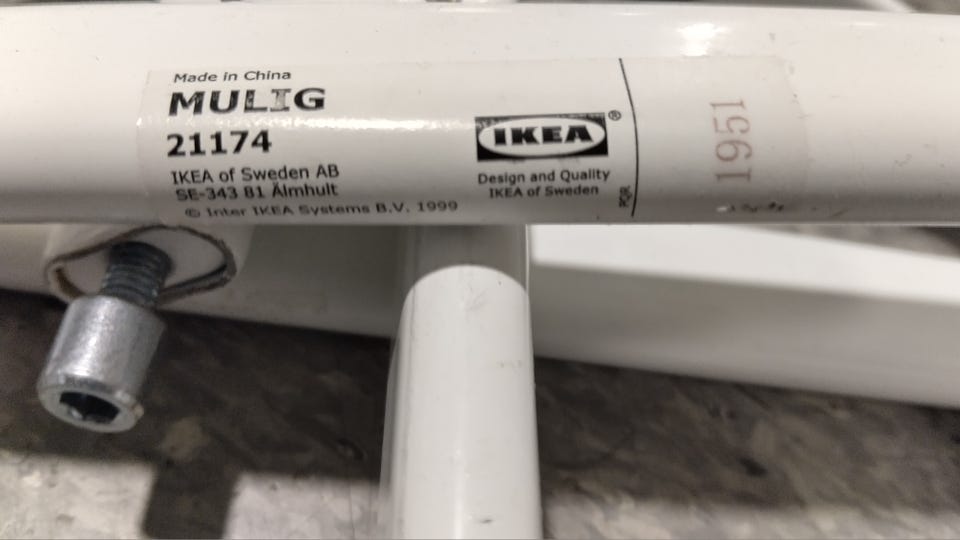 Made in China
MULIG
21174
IKEA of Sweden AB
SE-343 81 Älmhult
© Inter IKEA Systems B.V. 1999
IKEA®
Design and Quality
IKEA of Sweden
PQR
1951